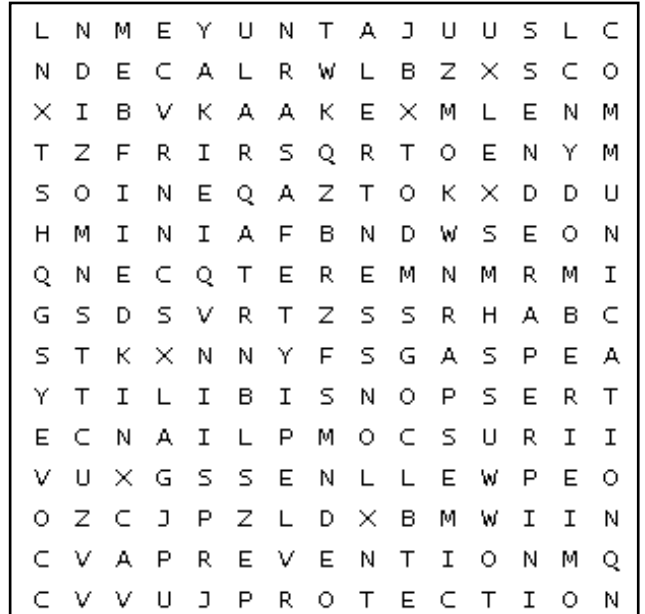 L N M E Y U N T A J U U S L C
N D E C A L R W L B Z X S C O
X I B V K A A K E X M L E N M
T Z F R I R S Q R T O E N Y M
S O I N E Q A Z T O K X D D U
H M I N I A F B N D W S E O N
Q N E C Q T E R E M N M R M I
G S D S V R T Z S S R H A B C
S T K X N N Y F S G A S P E A
Y T I L I B I S N O P S E R T
E C N A I L P M O C S U R I I
V U X G S S E N L L E W P E O
O Z C J P Z L D X B M W I I N
C V A P R E V E N T I O N M Q
C V V U J P R O T E C T I O N